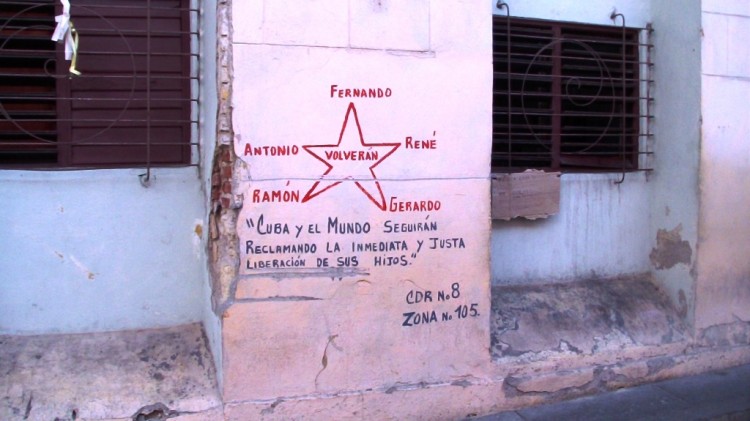 FERNANDO
ANTONIO
VOLVERÁN
RENÉ
RAMÓN
GERARDO
"CUBA Y EL MUNDO SEGUIRÁN
RECLAMANDO LA INMEDIATA Y JUSTA
LIBERACIÓN DE SUS HIJOS."
CDR No. 8
ZONA No. 105.